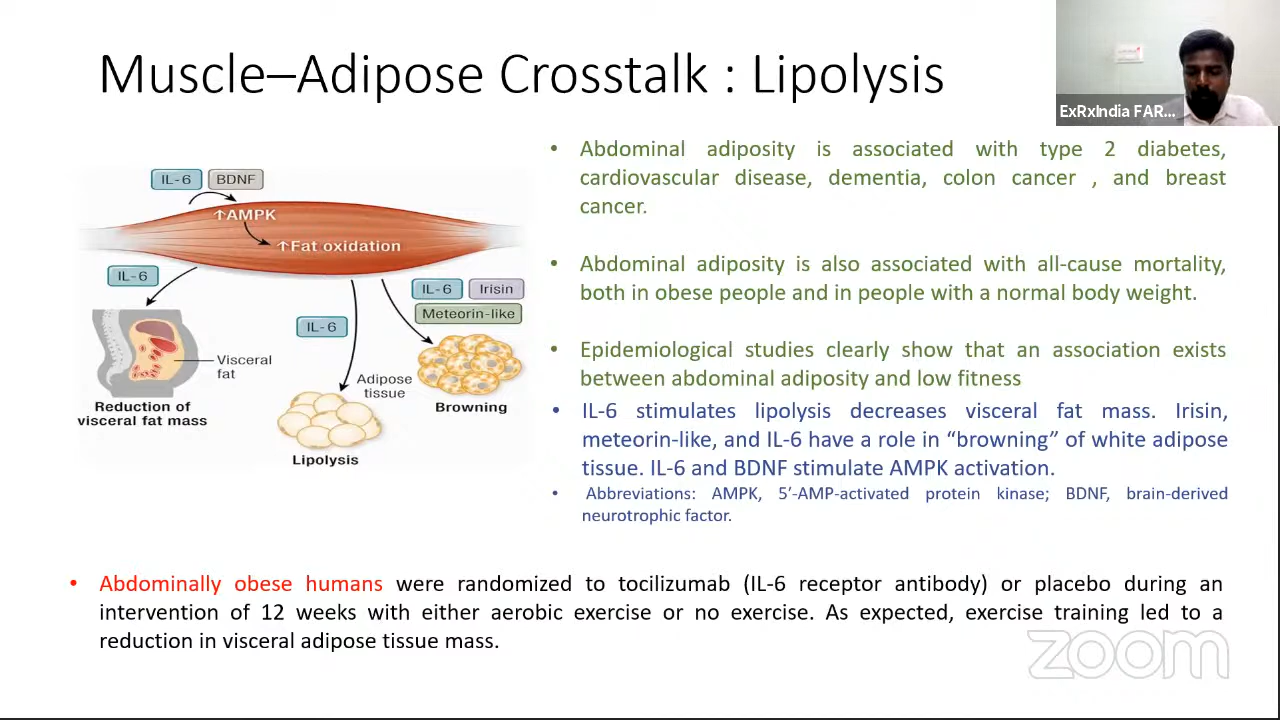 Muscle–Adipose Crosstalk : Lipolysis
ExRxIndia FAR...
IL-6
BDNF
↑AMPK
↑Fat oxidation
IL-6
IL-6
Irisin
Meteorin-like
IL-6
Visceral
fat
Adipose
tissue
Reduction of
visceral fat mass
Browning
Lipolysis
• Abdominal adiposity is associated with type 2 diabetes,
cardiovascular disease, dementia, colon cancer , and breast
cancer.
• Abdominal adiposity is also associated with all-cause mortality,
both in obese people and in people with a normal body weight.
• Epidemiological studies clearly show that an association exists
between abdominal adiposity and low fitness
• IL-6 stimulates lipolysis decreases visceral fat mass. Irisin,
meteorin-like, and IL-6 have a role in “browning” of white adipose
tissue. IL-6 and BDNF stimulate AMPK activation.
• Abbreviations: AMPK, 5′-AMP-activated protein kinase; BDNF, brain-derived
neurotrophic factor.
• Abdominally obese humans were randomized to tocilizumab (IL-6 receptor antibody) or placebo during an
intervention of 12 weeks with either aerobic exercise or no exercise. As expected, exercise training led to a
reduction in visceral adipose tissue mass.
zoom